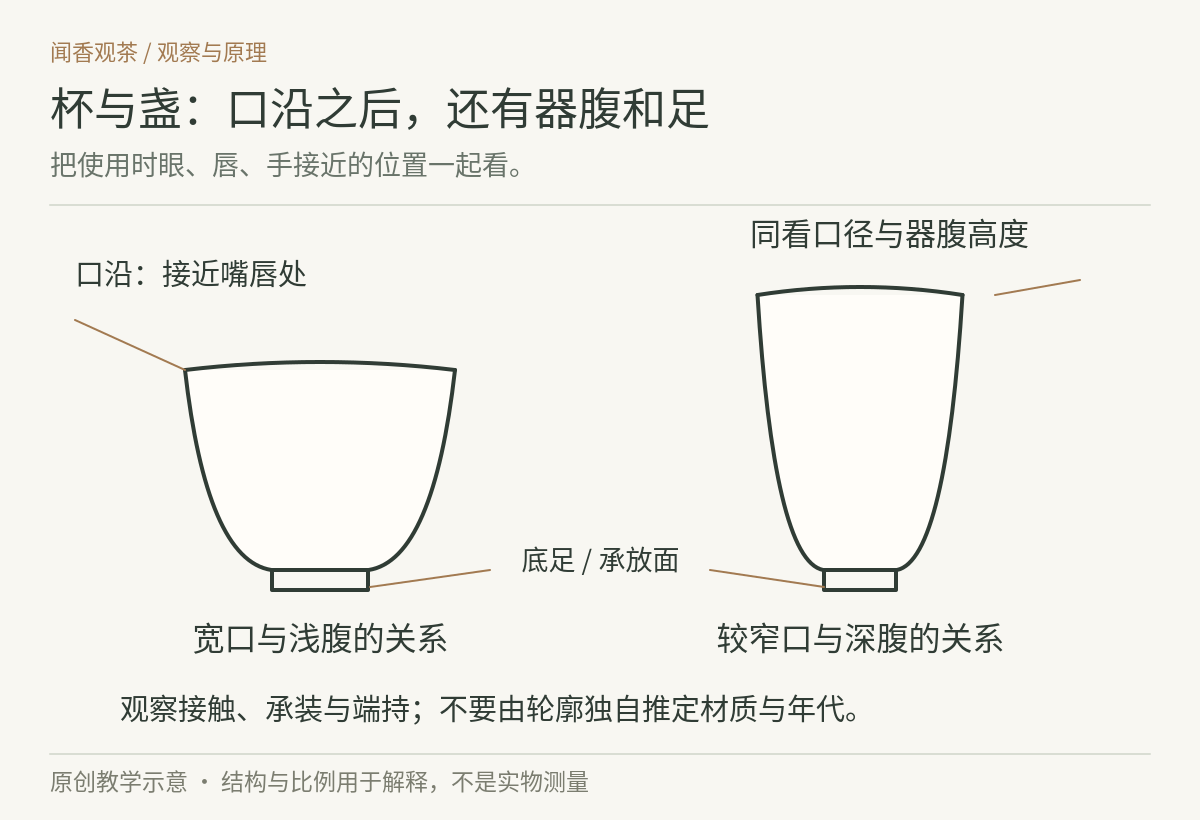 闻香观茶 / 观察与原理
杯与盏：口沿之后，还有器腹和足
把使用时眼、唇、手接近的位置一起看。
同看口径与器腹高度
口沿：接近嘴唇处
底足 / 承放面
宽口与浅腹的关系
较窄口与深腹的关系
观察接触、承装与端持；不要由轮廓独自推定材质与年代。
原创教学示意 · 结构与比例用于解释，不是实物测量